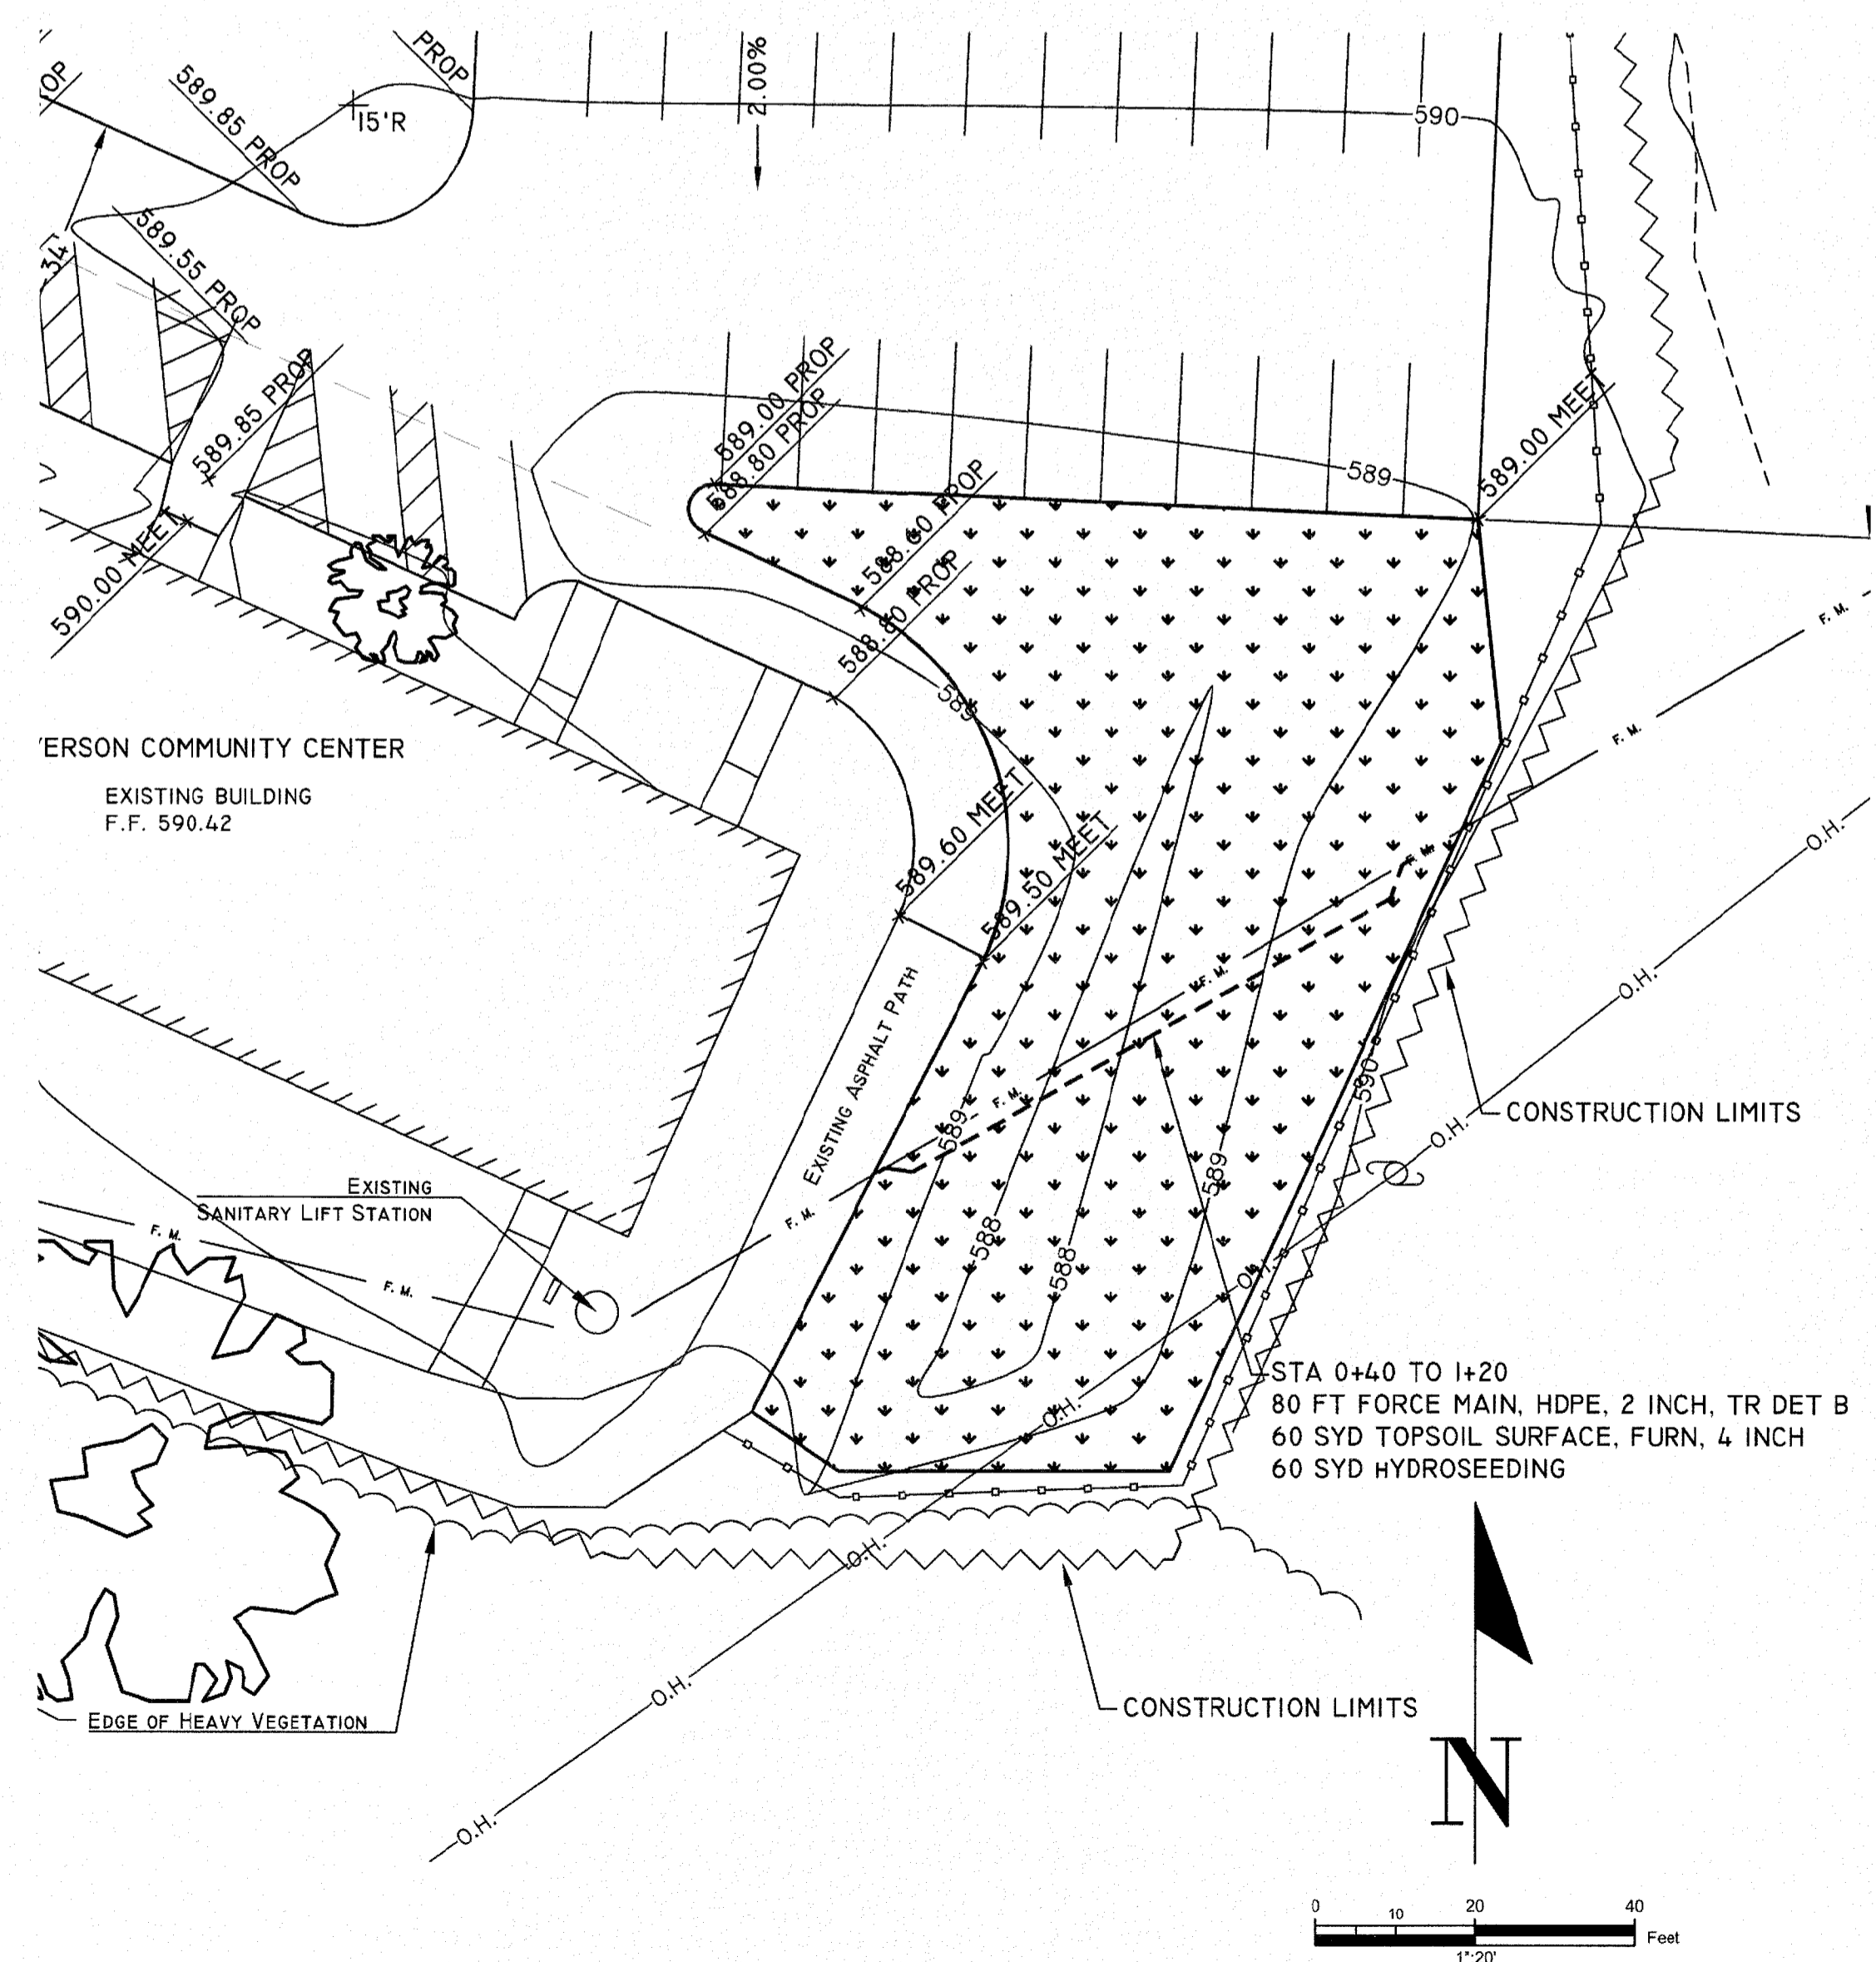 PROP
2.00%
OP
589.85 PROP
15'R
590
589.55 PROP
34
589.00 PROP
589.85 PROP
588.80 PROP
589.00 MEET
589
588.60 PROP
590.00 MEET
588.80 PROP
F. M.
589
F. M.
'ERSON COMMUNITY CENTER
EXISTING BUILDING
F.F. 590.42
589.60 MEET
589.50 MEET
O.H.
F. M.
F. M.
O.H.
EXISTING ASPHALT PATH
590
F. M.
589
CONSTRUCTION LIMITS
O.H.
589
EXISTING
SANITARY LIFT STATION
F. M.
F. M.
588
588
O.H.
F. M.
STA 0+40 TO 1+20
80 FT FORCE MAIN, HDPE, 2 INCH, TR DET B
60 SYD TOPSOIL SURFACE, FURN, 4 INCH
60 SYD HYDROSEEDING
O.H.
O.H.
O.H.
EDGE OF HEAVY VEGETATION
CONSTRUCTION LIMITS
O.H.
N
0 10 20 40
Feet
1":20'